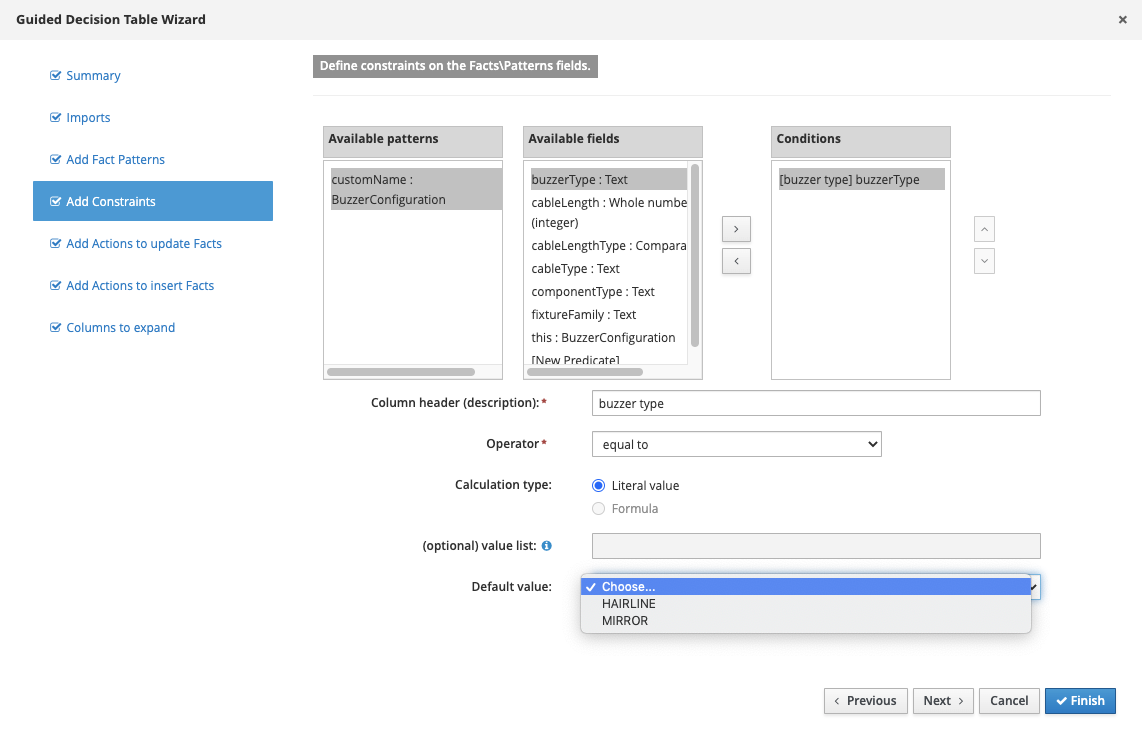 Guided Decision Table Wizard
×
Summary
Imports
Add Fact Patterns
Add Constraints
Add Actions to update Facts
Add Actions to insert Facts
Columns to expand
Define constraints on the Facts\Patterns fields.
Available patterns
customName :
BuzzerConfiguration
Available fields
buzzerType : Text
cableLength : Whole numbe
(integer)
cableLengthType : Compara
cableType : Text
componentType : Text
fixtureFamily : Text
this : BuzzerConfiguration
[New Predicate]
>
<
Conditions
[buzzer type] buzzerType
Column header (description):*
buzzer type
Operator*
equal to
Calculation type:
Literal value
Formula
(optional) value list:
Default value:
Choose...
HAIRLINE
MIRROR
< Previous
Next >
Cancel
Finish